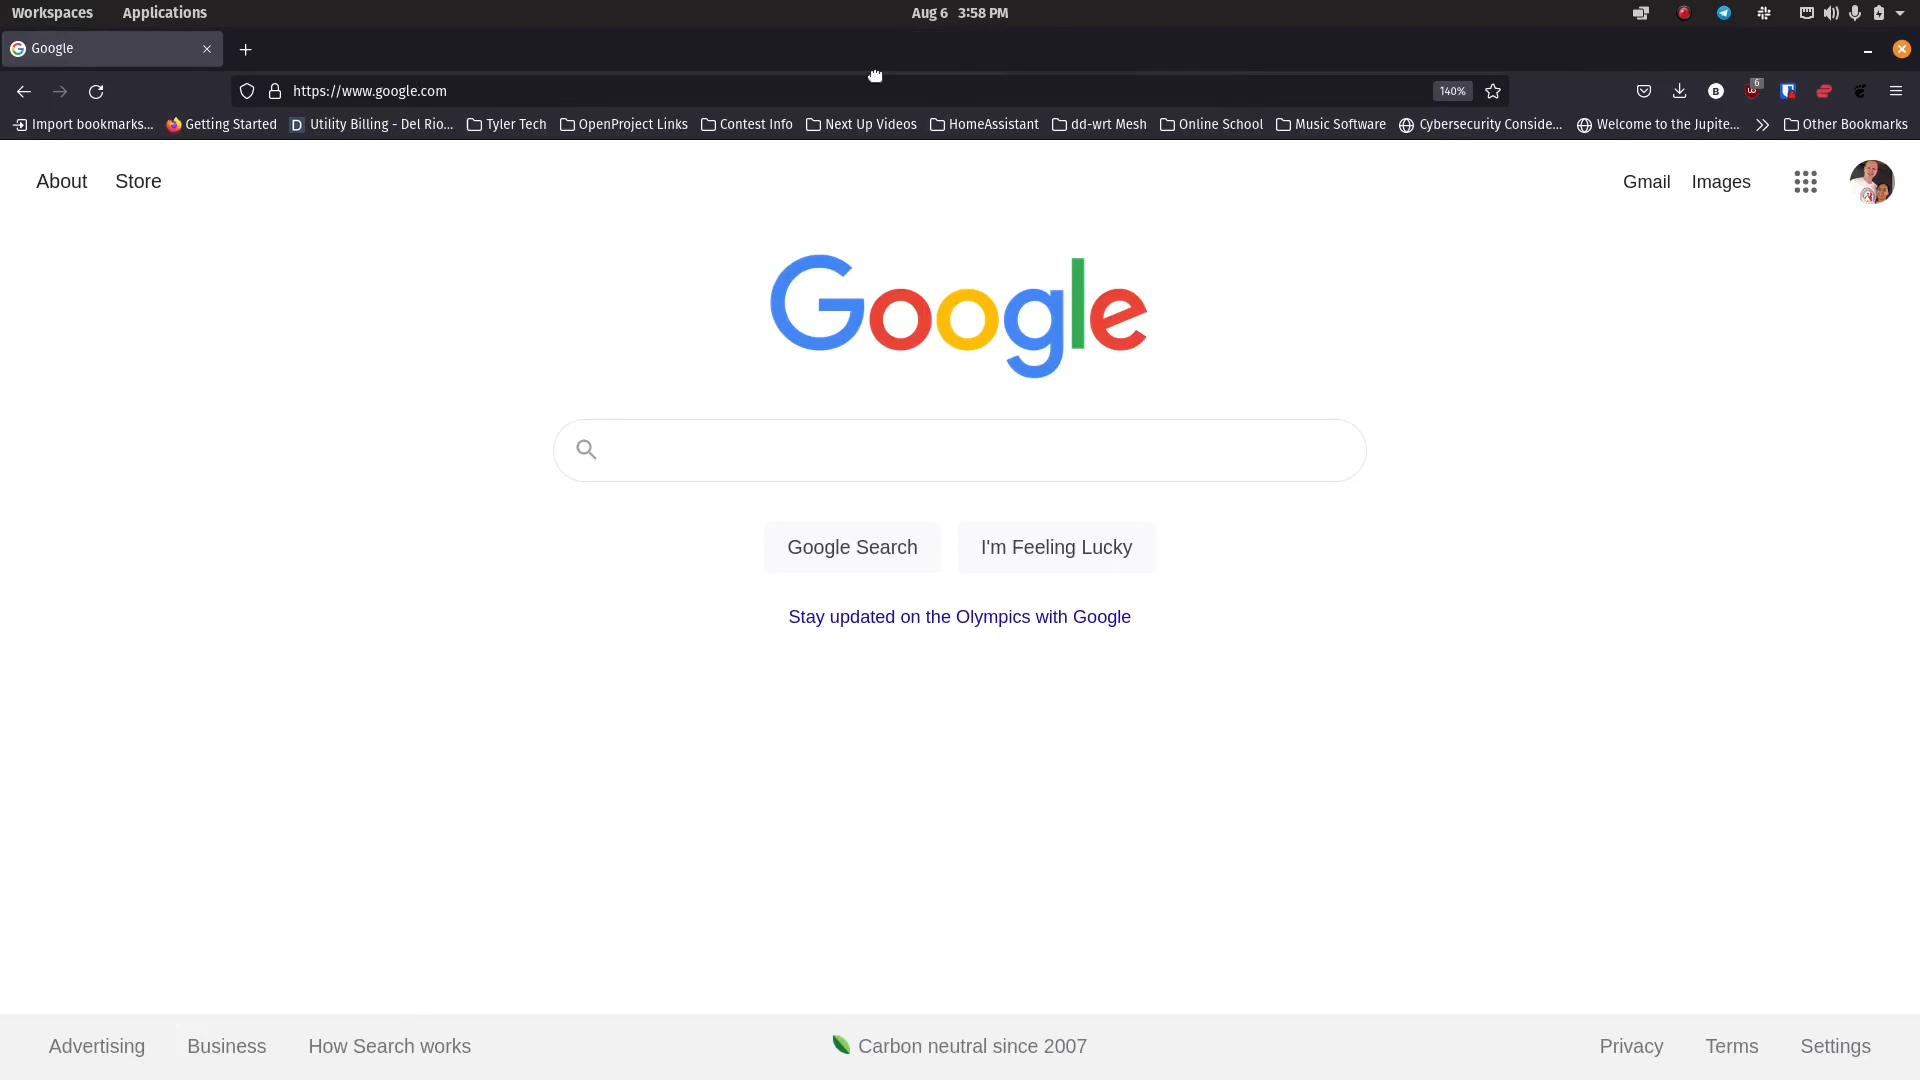 Workspaces Applications Aug 6 3:58 PM
Google
https://www.google.com 140% B 6
Import bookmarks... Getting Started D Utility Billing - Del Rio... Tyler Tech OpenProject Links Contest Info Next Up Videos HomeAssistant dd-wrt Mesh Online School Music Software Cybersecurity Conside... Welcome to the Jupite... Other Bookmarks
About Store Gmail Images
Google
Google Search I'm Feeling Lucky
Stay updated on the Olympics with Google
Advertising Business How Search works Carbon neutral since 2007 Privacy Terms Settings